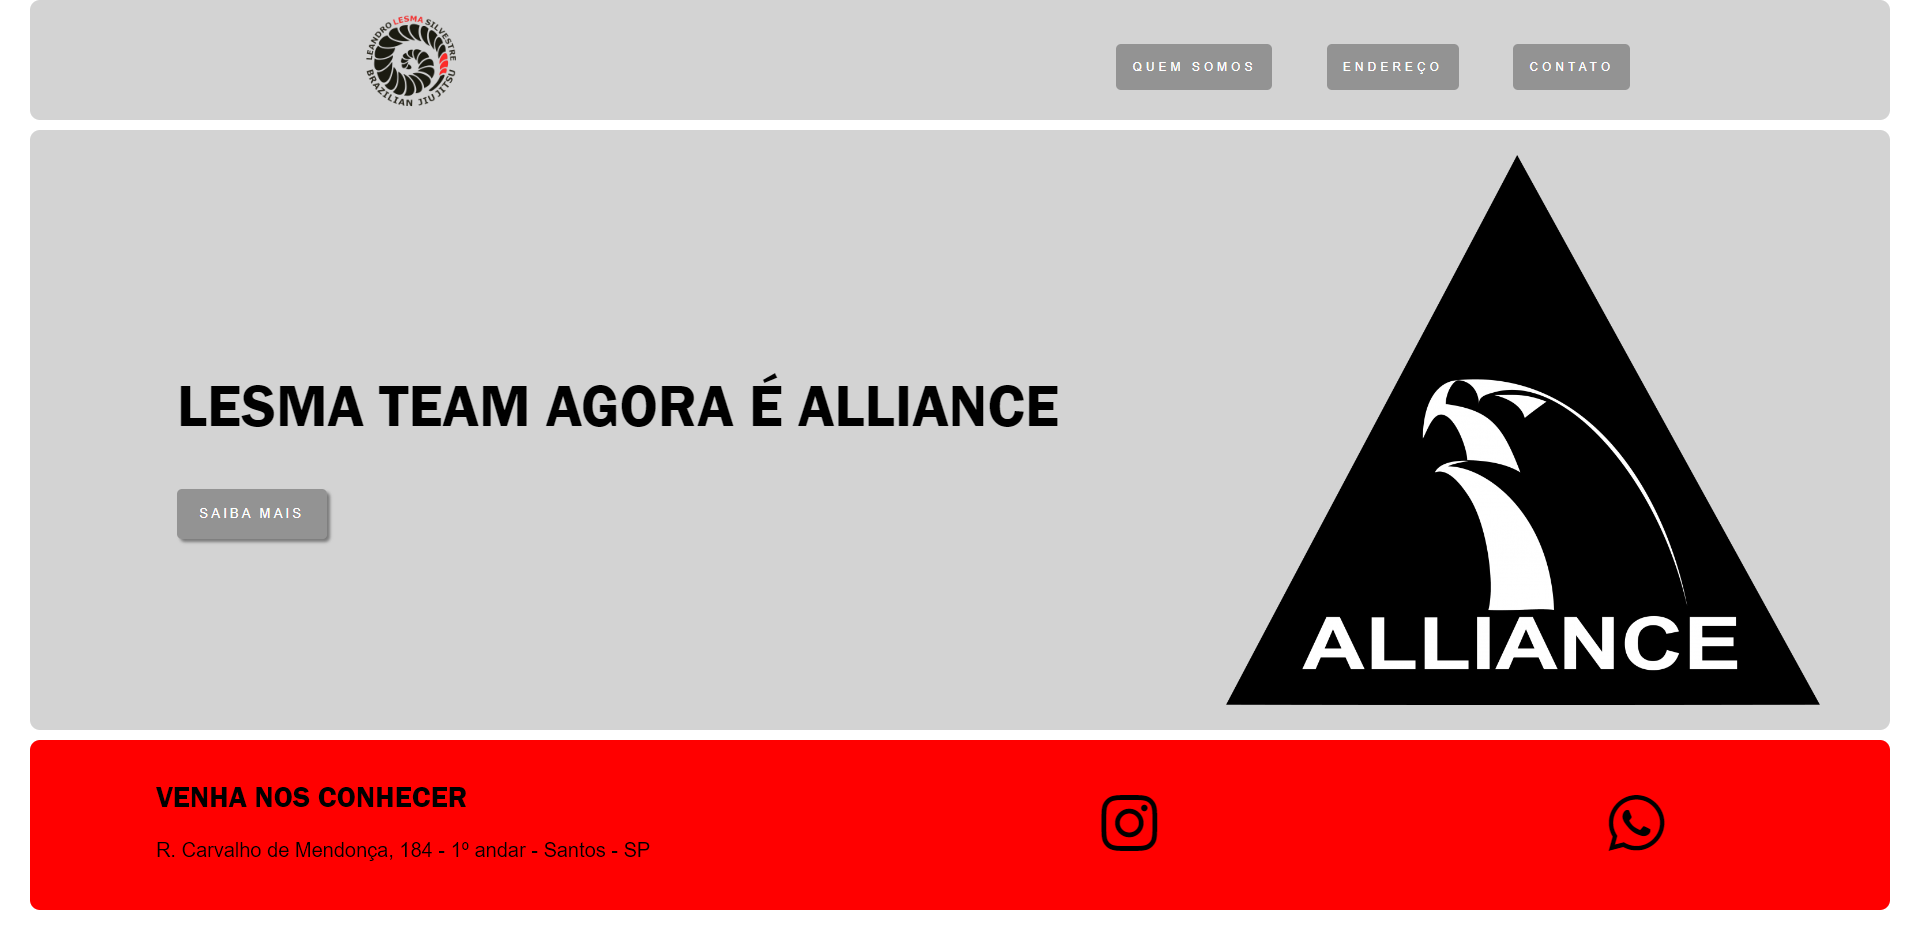 LEANDRO LESMA SILVESTRE
BRAZILIAN JIUJITSU
QUEM SOMOS
ENDEREÇO
CONTATO
LESMA TEAM AGORA É ALLIANCE
SAIBA MAIS
ALLIANCE
VENHA NOS CONHECER
R. Carvalho de Mendonça, 184 - 1º andar - Santos - SP